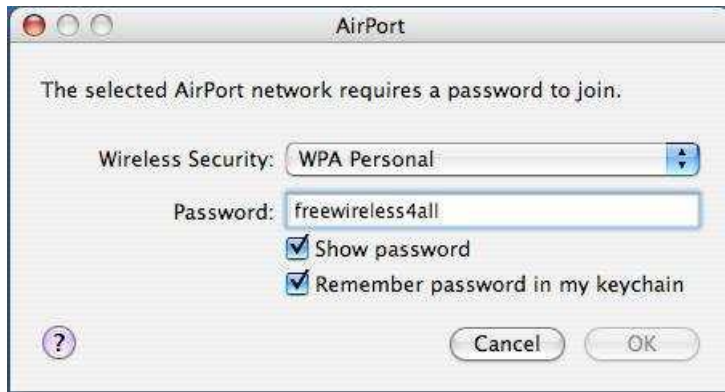 AirPort
The selected AirPort network requires a password to join.
Wireless Security: WPA Personal
Password: freewireless4all
Show password
Remember password in my keychain
? Cancel OK